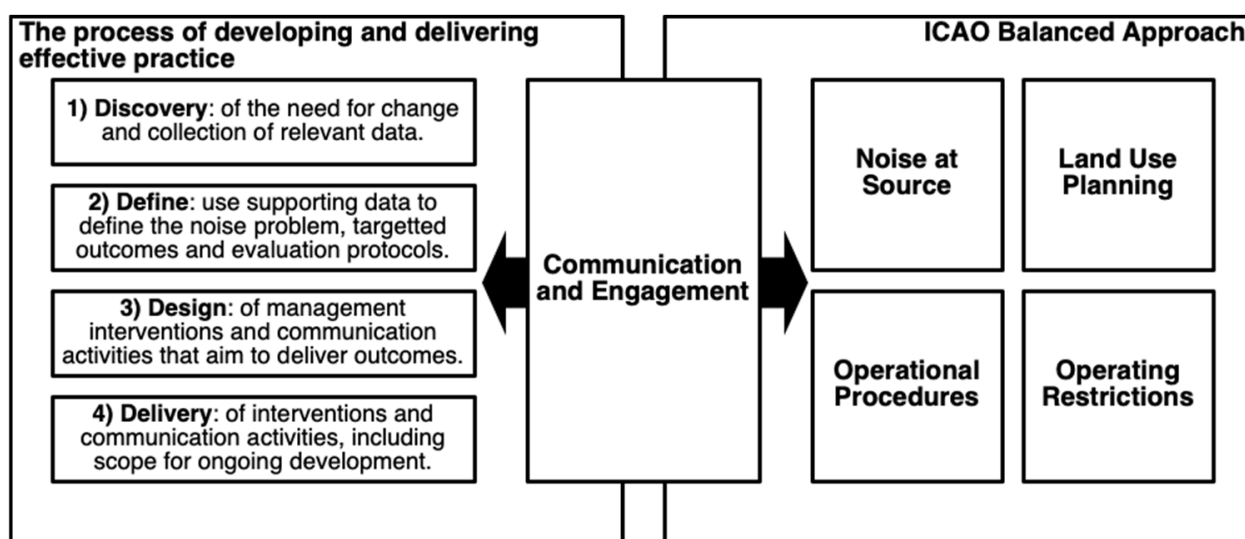 The process of developing and delivering
effective practice
1) Discovery: of the need for change
and collection of relevant data.
2) Define: use supporting data to
define the noise problem, targetted
outcomes and evaluation protocols.
3) Design: of management
interventions and communication
activities that aim to deliver outcomes.
4) Delivery: of interventions and
communication activities, including
scope for ongoing development.
Communication
and Engagement
ICAO Balanced Approach
Noise at
Source
Land Use
Planning
Operational
Procedures
Operating
Restrictions